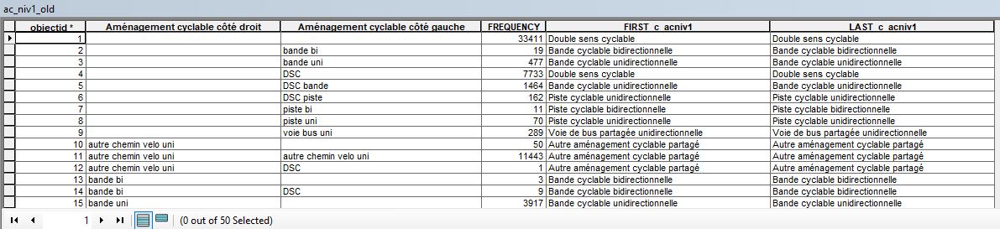 ac_niv1_old
objectid * Aménagement cyclable côté droit Aménagement cyclable côté gauche FREQUENCY FIRST_c_acniv1 LAST_c_acniv1
1 33411 Double sens cyclable Double sens cyclable
2 bande bi 19 Bande cyclable bidirectionnelle Bande cyclable bidirectionnelle
3 bande uni 477 Bande cyclable unidirectionnelle Bande cyclable unidirectionnelle
4 DSC 7733 Double sens cyclable Double sens cyclable
5 DSC bande 1464 Bande cyclable unidirectionnelle Bande cyclable unidirectionnelle
6 DSC piste 162 Piste cyclable unidirectionnelle Piste cyclable unidirectionnelle
7 piste bi 11 Piste cyclable bidirectionnelle Piste cyclable bidirectionnelle
8 piste uni 70 Piste cyclable unidirectionnelle Piste cyclable unidirectionnelle
9 voie bus uni 289 Voie de bus partagée unidirectionnelle Voie de bus partagée unidirectionnelle
10 autre chemin velo uni 50 Autre aménagement cyclable partagé Autre aménagement cyclable partagé
11 autre chemin velo uni autre chemin velo uni 11443 Autre aménagement cyclable partagé Autre aménagement cyclable partagé
12 autre chemin velo uni DSC 1 Autre aménagement cyclable partagé Autre aménagement cyclable partagé
13 bande bi 3 Bande cyclable bidirectionnelle Bande cyclable bidirectionnelle
14 bande bi DSC 9 Bande cyclable bidirectionnelle Bande cyclable bidirectionnelle
15 bande uni 3917 Bande cyclable unidirectionnelle Bande cyclable unidirectionnelle
1 (0 out of 50 Selected)